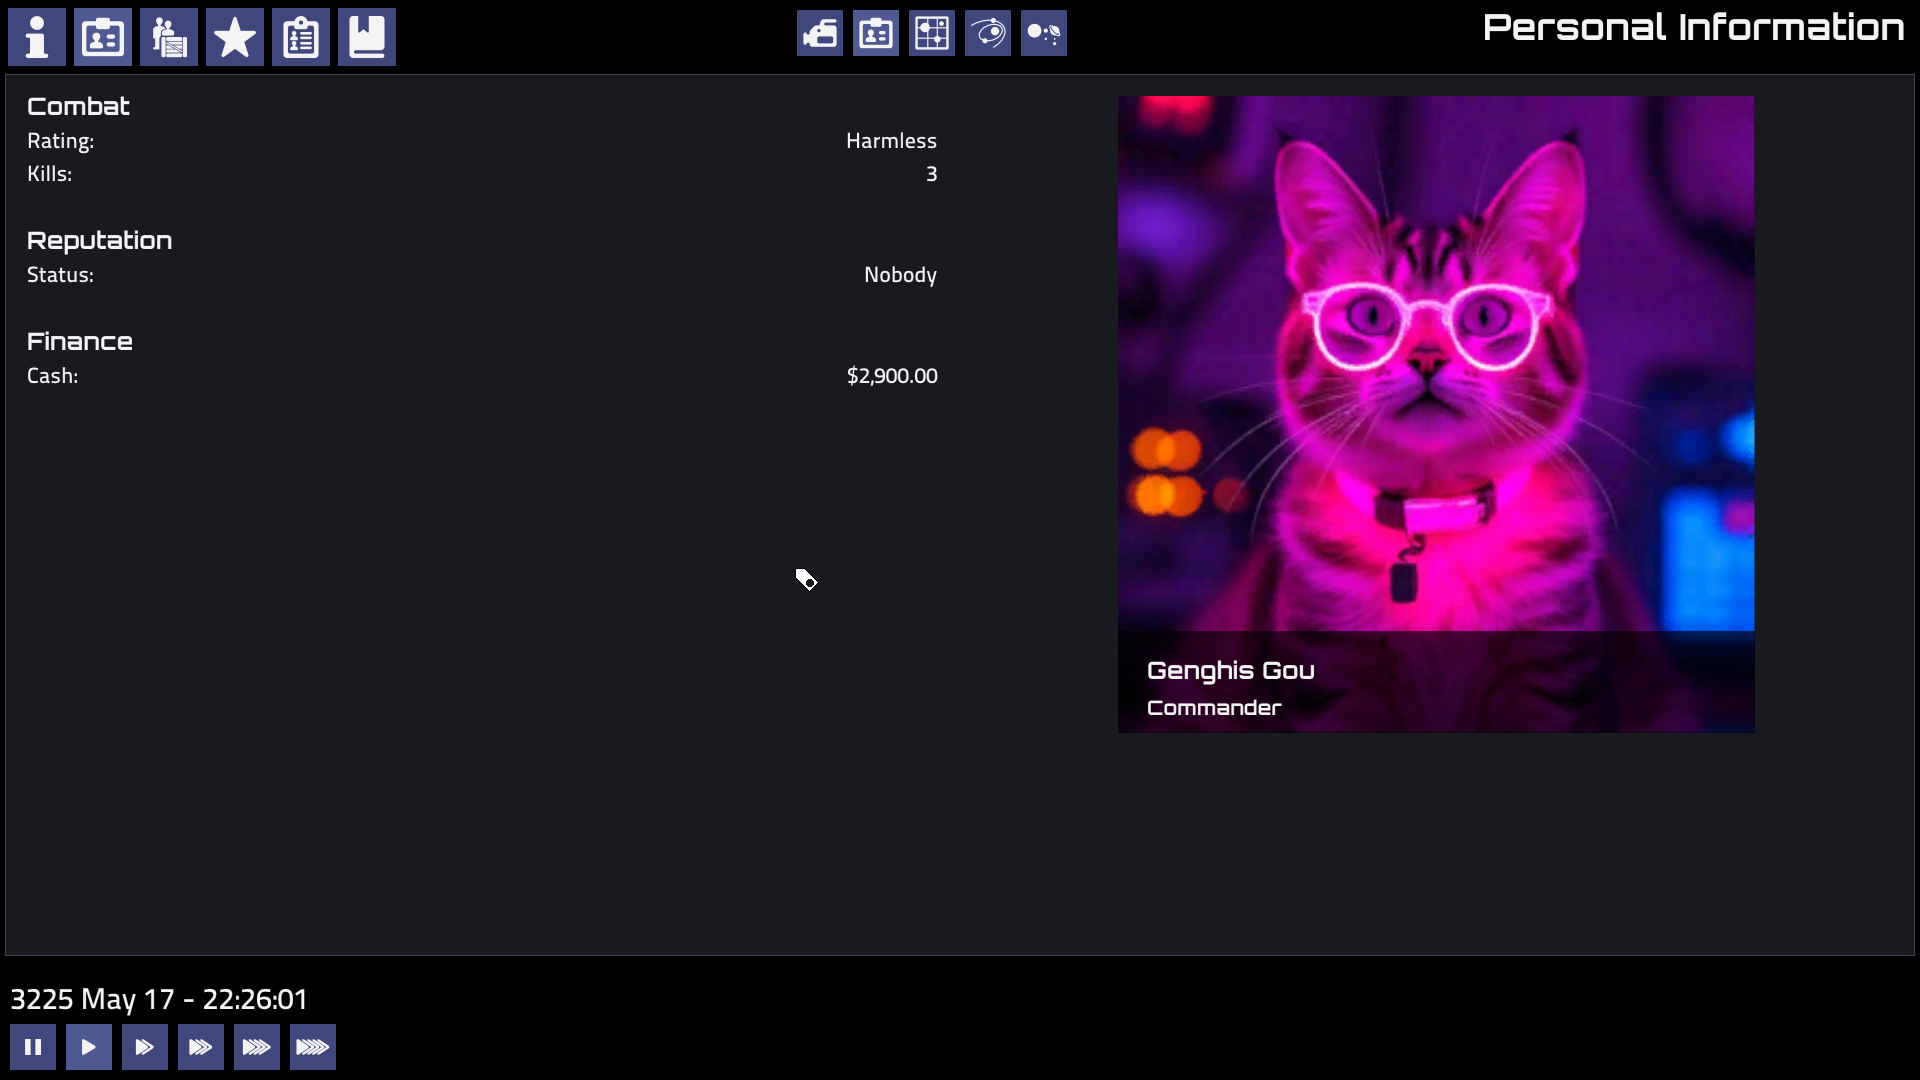 Personal Information
Combat
Rating: Harmless
Kills: 3
Reputation
Status: Nobody
Finance
Cash: $2,900.00
Genghis Gou
Commander
3225 May 17 - 22:26:01